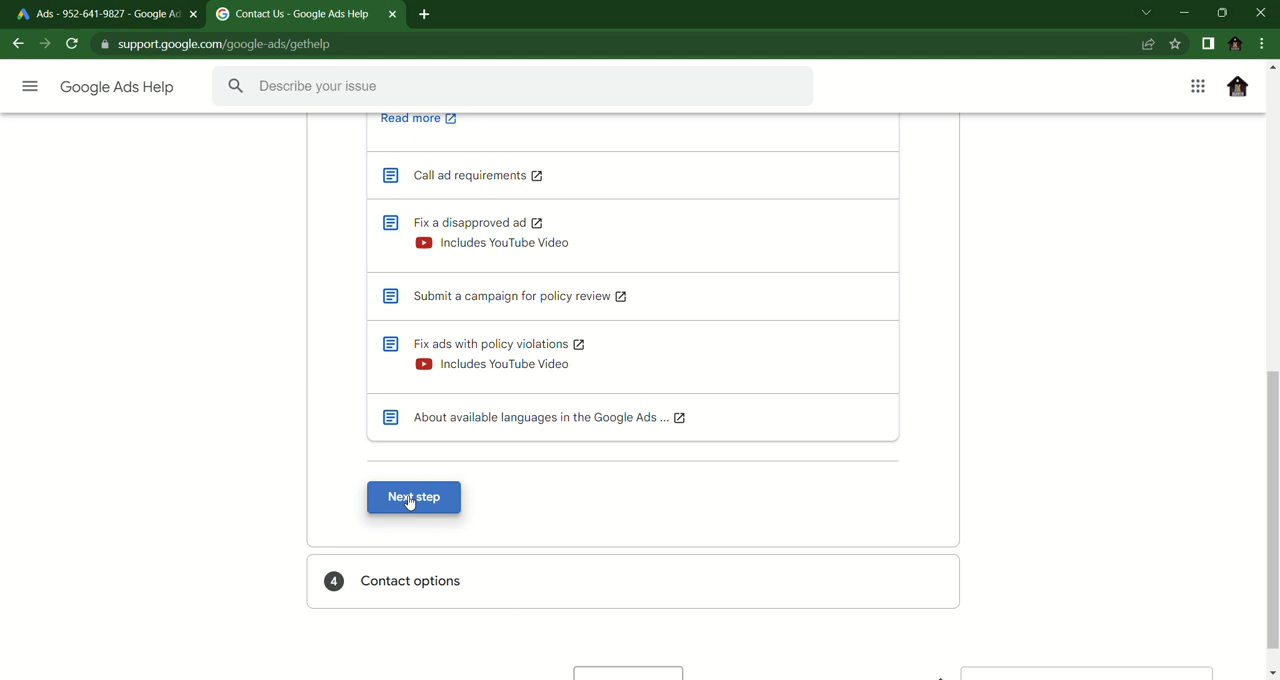 Ads - 952-641-9827 - Google Ad
Contact Us - Google Ads Help
support.google.com/google-ads/gethelp
Google Ads Help
Describe your issue
Read more
Call ad requirements
Fix a disapproved ad
Includes YouTube Video
Submit a campaign for policy review
Fix ads with policy violations
Includes YouTube Video
About available languages in the Google Ads ...
Next step
4 Contact options